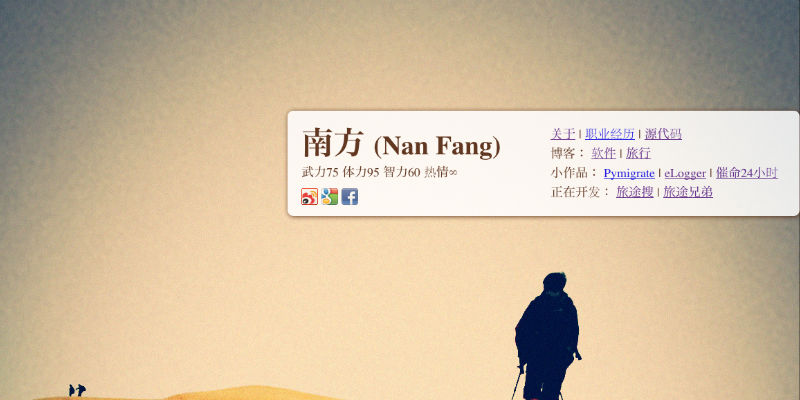 南方 (Nan Fang)
武力75 体力95 智力60 热情∞
关于 | 职业经历 | 源代码
博客： 软件 | 旅行
小作品： Pymigrate | eLogger | 催命24小时
正在开发： 旅途搜 | 旅途兄弟